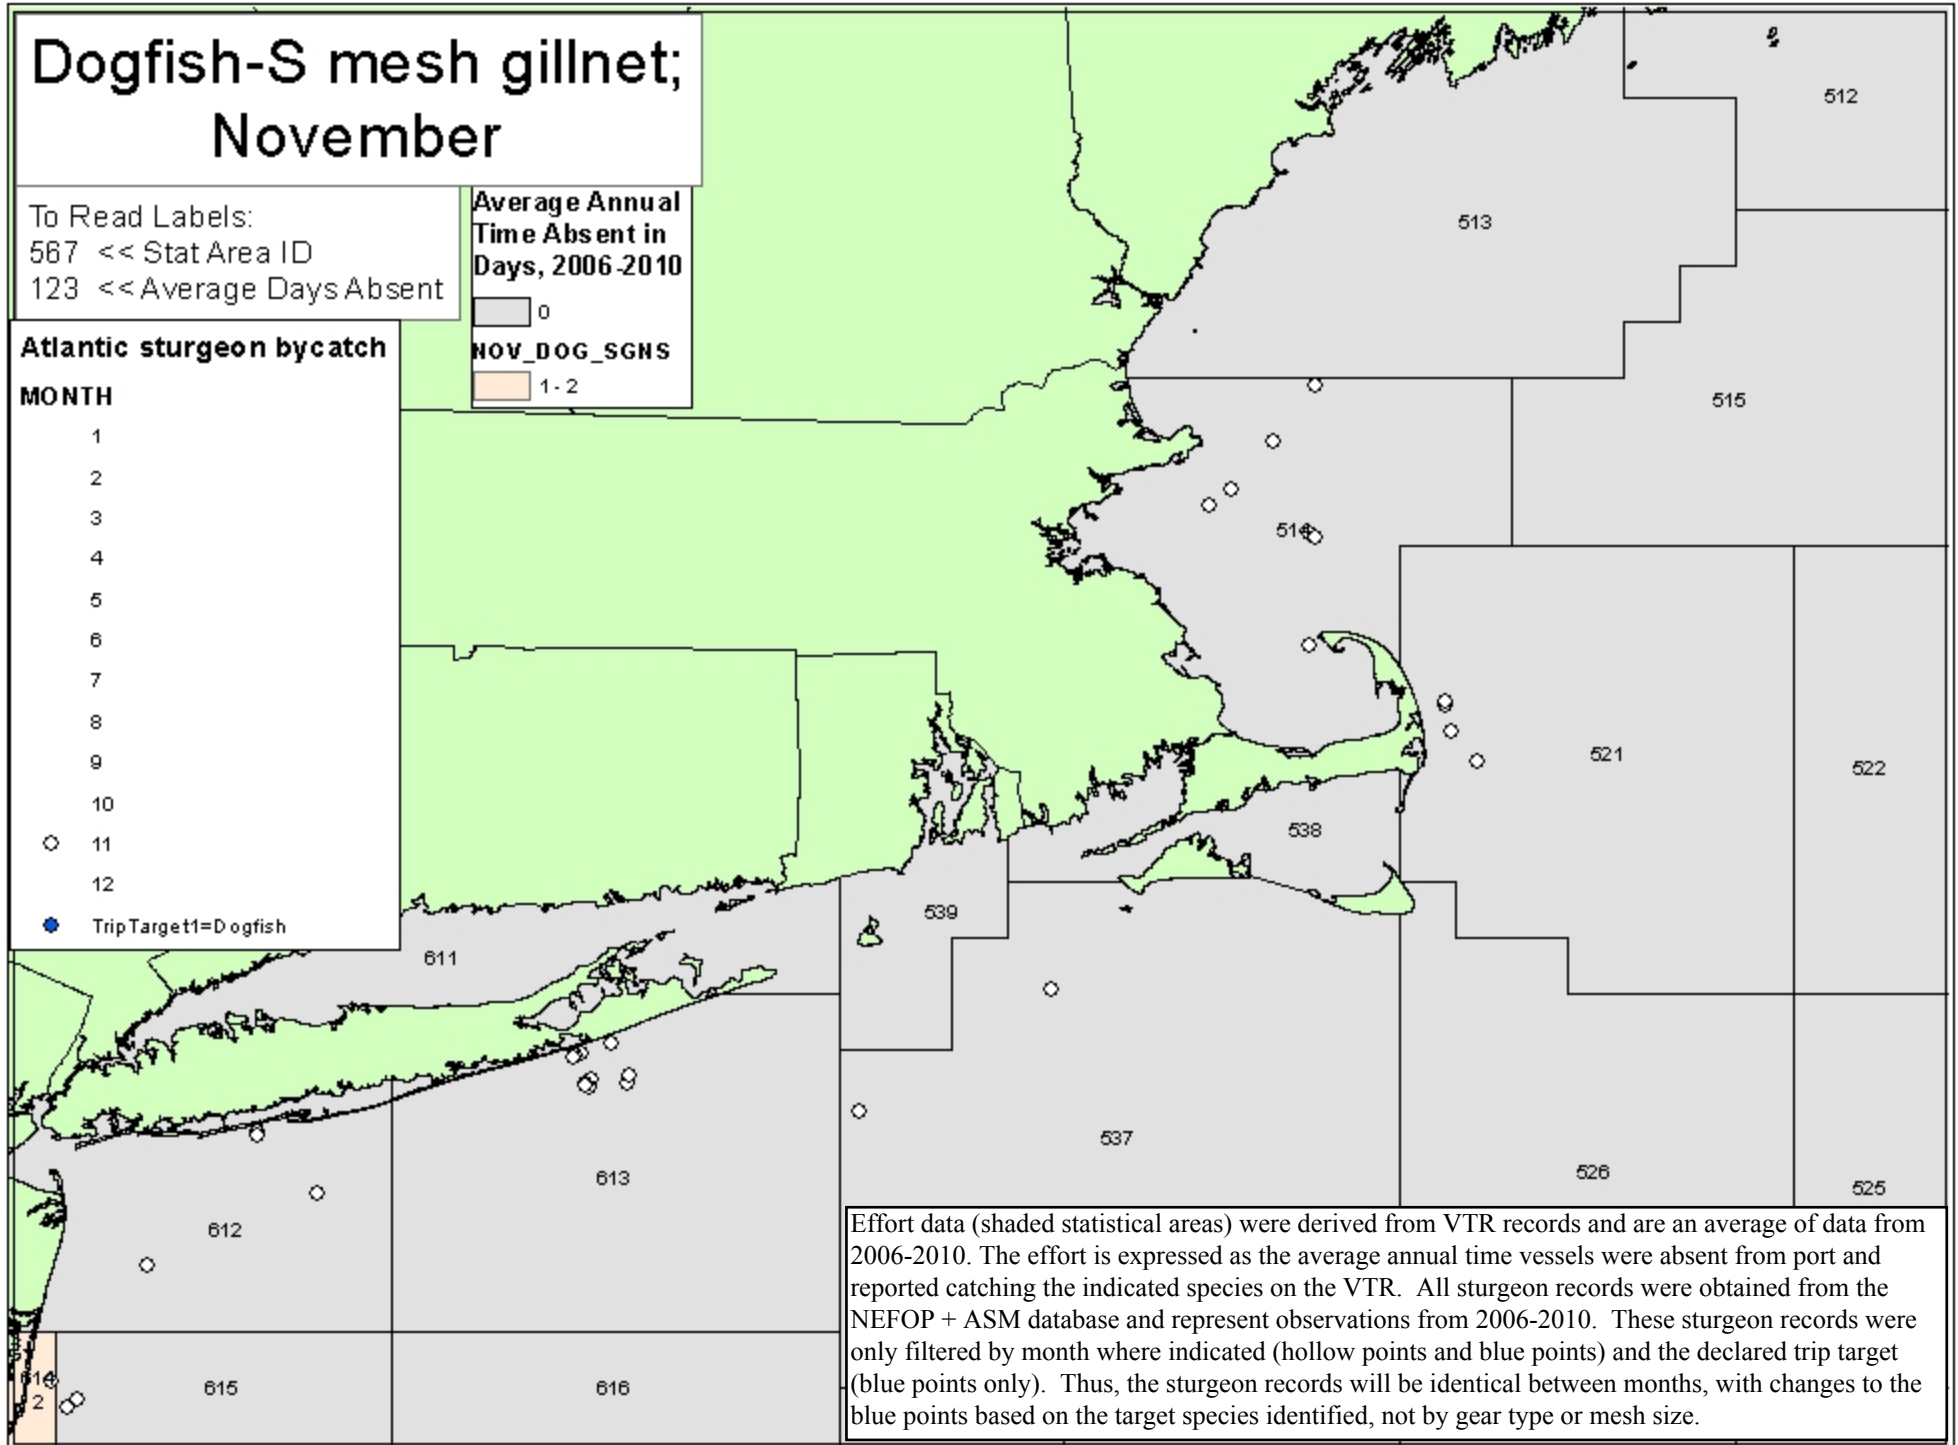 Dogfish-S mesh gillnet;
November
To Read Labels:
567 << Stat Area ID
123 << Average Days Absent
Average Annual
Time Absent in
Days, 2006-2010
0
NOV_DOG_SGNS
1 - 2
Atlantic sturgeon bycatch
MONTH
1
2
3
4
5
6
7
8
9
10
11
12
TripTarget1=Dogfish
512
513
515
514
521
522
538
539
611
537
613
526
525
612
614
2
615
616
Effort data (shaded statistical areas) were derived from VTR records and are an average of data from
2006-2010. The effort is expressed as the average annual time vessels were absent from port and
reported catching the indicated species on the VTR. All sturgeon records were obtained from the
NEFOP + ASM database and represent observations from 2006-2010. These sturgeon records were
only filtered by month where indicated (hollow points and blue points) and the declared trip target
(blue points only). Thus, the sturgeon records will be identical between months, with changes to the
blue points based on the target species identified, not by gear type or mesh size.